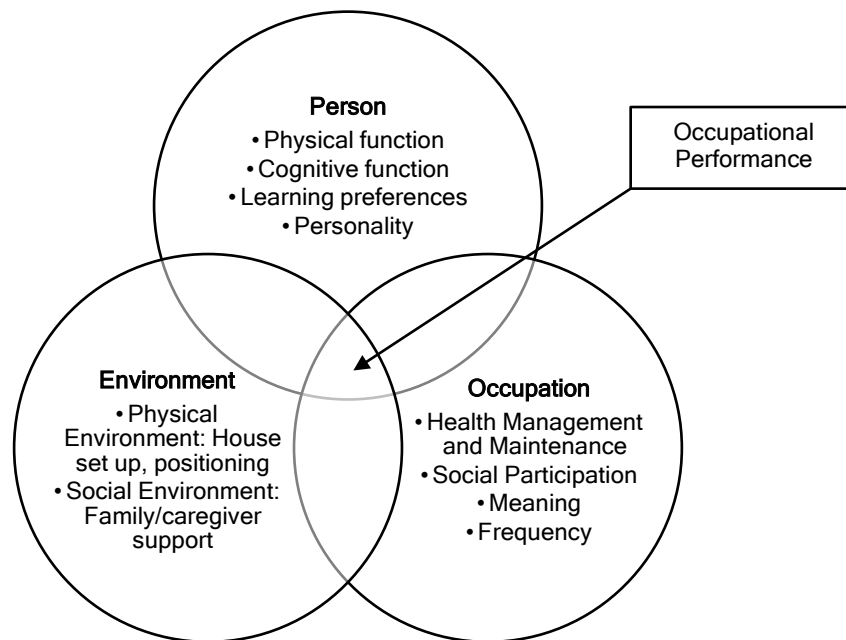 Person
• Physical function
• Cognitive function
• Learning preferences
• Personality
Occupational
Performance
Environment
• Physical
Environment: House
set up, positioning
• Social Environment:
Family/caregiver
support
Occupation
• Health Management
and Maintenance
• Social Participation
• Meaning
• Frequency